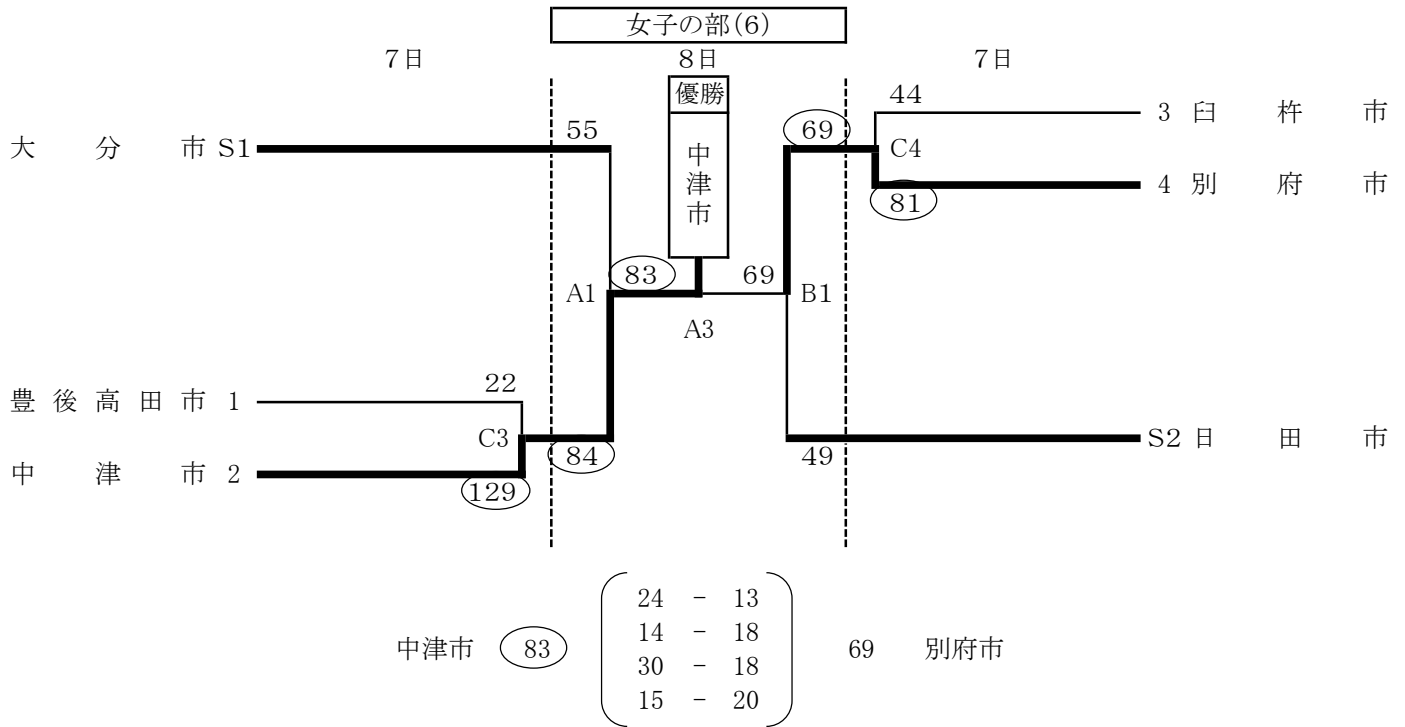 女子の部(6)
7日 8日 7日
優勝
中津市
44
3 臼杵市
55
69
大分市 S1
C4
4 別府市
81
83
69
A1
B1
A3
豊後高田市 1
22
C3
84
49
S2 日田市
中津市 2
129
24 - 13
14 - 18
中津市 83 69 別府市
30 - 18
15 - 20